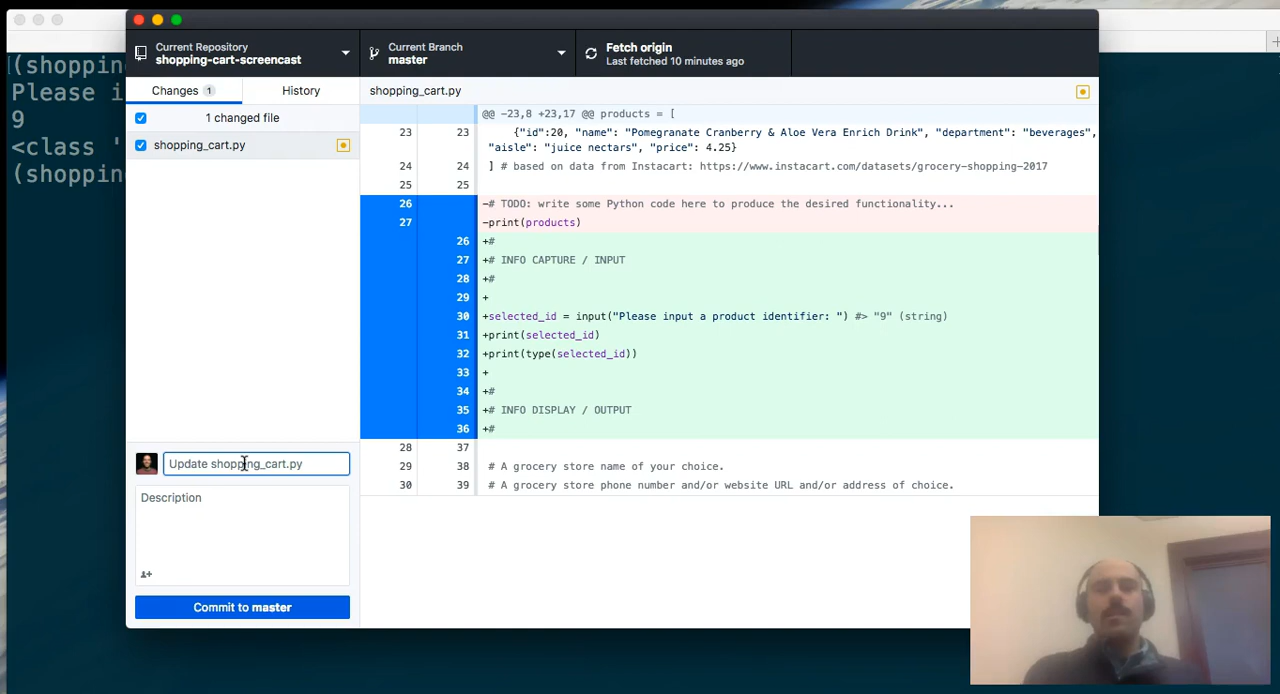 (shoppin
Please i
9
<class '
(shoppin
Current Repository
shopping-cart-screencast
Current Branch
master
Fetch origin
Last fetched 10 minutes ago
Changes 1
History
shopping_cart.py
1 changed file
shopping_cart.py
@@ -23,8 +23,17 @@ products = [
23 23 {"id":20, "name": "Pomegranate Cranberry & Aloe Vera Enrich Drink", "department": "beverages",
"aisle": "juice nectars", "price": 4.25}
24 24 ] # based on data from Instacart: https://www.instacart.com/datasets/grocery-shopping-2017
25 25
26 -# TODO: write some Python code here to produce the desired functionality...
27 -print(products)
26 +#
27 +# INFO CAPTURE / INPUT
28 +#
29 +
30 +selected_id = input("Please input a product identifier: ") #> "9" (string)
31 +print(selected_id)
32 +print(type(selected_id))
33 +
34 +#
35 +# INFO DISPLAY / OUTPUT
36 +#
28 37
29 38 # A grocery store name of your choice.
30 39 # A grocery store phone number and/or website URL and/or address of choice.
Update shopping_cart.py
Description
Commit to master